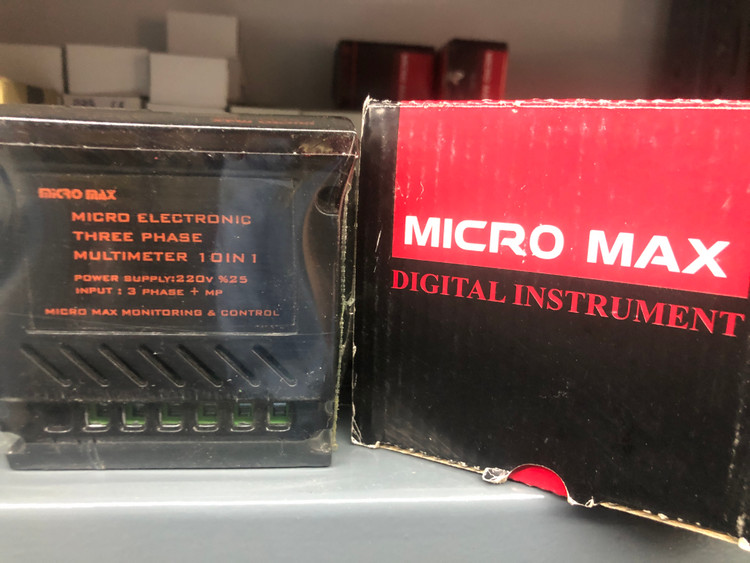 MICRO MAX
MICRO ELECTRONIC
THREE PHASE
MULTIMETER 10IN1
POWER SUPPLY:220V %25
INPUT : 3 PHASE + MP
MICRO MAX MONITORING & CONTROL
MICRO MAX
DIGITAL INSTRUMENT